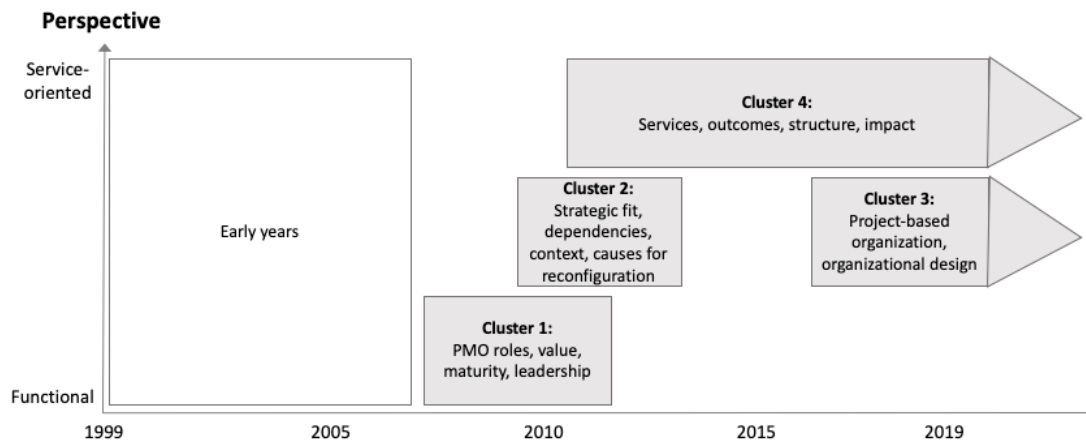 Perspective
Service-
oriented
Cluster 4:
Services, outcomes, structure, impact
Cluster 2:
Strategic fit,
dependencies,
context, causes for
reconfiguration
Cluster 3:
Project-based
organization,
organizational design
Early years
Cluster 1:
PMO roles, value,
maturity, leadership
Functional
1999 2005 2010 2015 2019